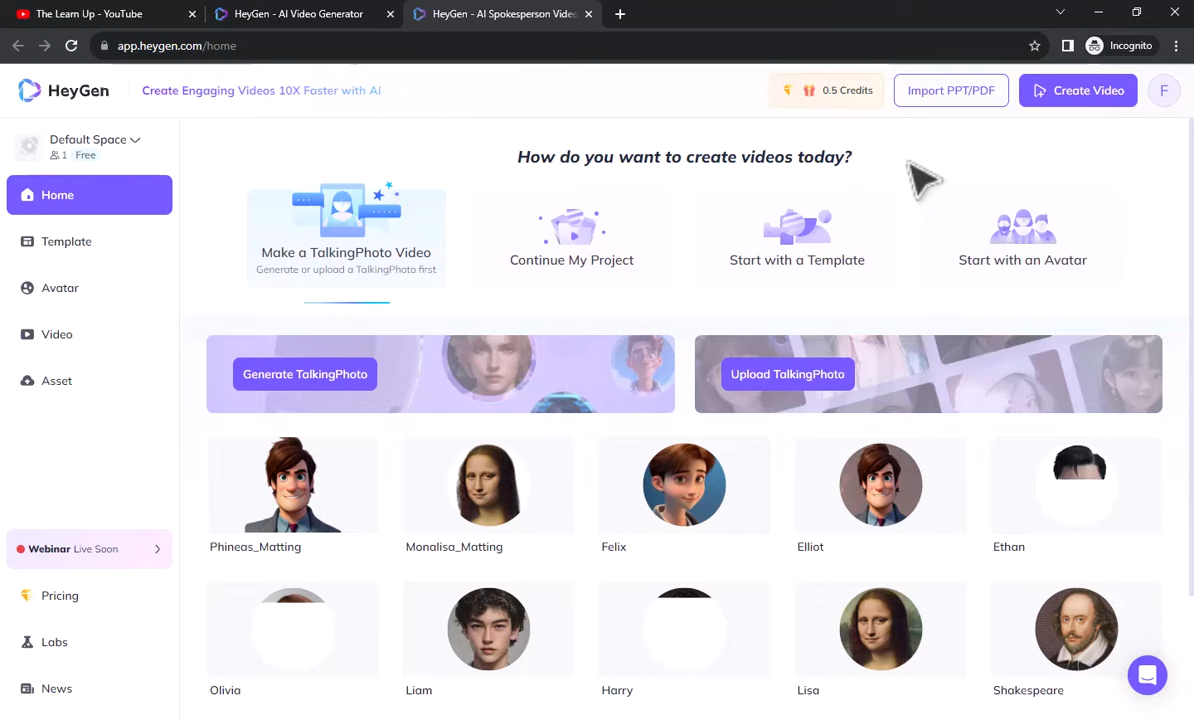 The Learn Up - YouTube
HeyGen - AI Video Generator
HeyGen - AI Spokesperson Video
app.heygen.com/home
Incognito
HeyGen
Create Engaging Videos 10X Faster with AI
0.5 Credits
Import PPT/PDF
Create Video
F
Default Space
1 Free
Home
Template
Avatar
Video
Asset
Webinar Live Soon
Pricing
Labs
News
How do you want to create videos today?
Make a TalkingPhoto Video
Generate or upload a TalkingPhoto first
Continue My Project
Start with a Template
Start with an Avatar
Generate TalkingPhoto
Upload TalkingPhoto
Phineas_Matting
Monalisa_Matting
Felix
Elliot
Ethan
Olivia
Liam
Harry
Lisa
Shakespeare